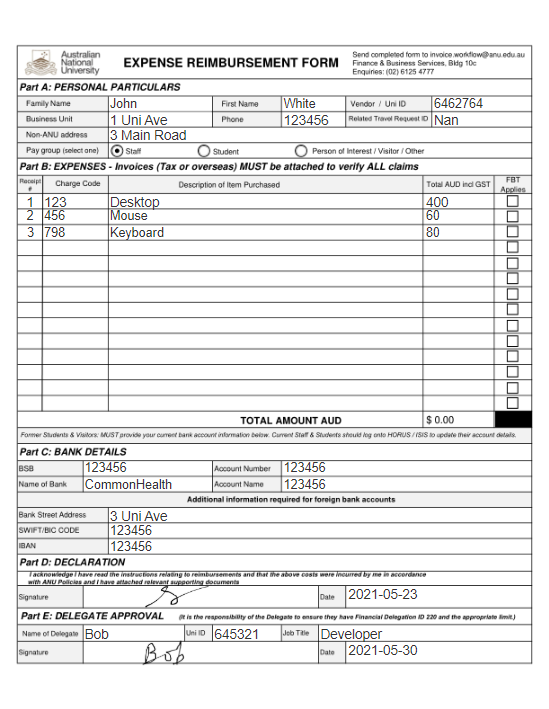 Australian National University
EXPENSE REIMBURSEMENT FORM
Send completed form to invoice.workflow@anu.edu.au
Finance & Business Services, Bldg 10c
Enquiries: (02) 6125 4777
Part A: PERSONAL PARTICULARS
Family Name John First Name White Vendor / Uni ID 6462764
Business Unit 1 Uni Ave Phone 123456 Related Travel Request ID Nan
Non-ANU address 3 Main Road
Pay group (select one) Staff Student Person of Interest / Visitor / Other
Part B: EXPENSES - Invoices (Tax or overseas) MUST be attached to verify ALL claims
Receipt # Charge Code Description of Item Purchased Total AUD incl GST FBT Applies
1 123 Desktop 400
2 456 Mouse 60
3 798 Keyboard 80
TOTAL AMOUNT AUD $ 0.00
Former Students & Visitors: MUST provide your current bank account information below. Current Staff & Students should log onto HORUS / ISIS to update their account details.
Part C: BANK DETAILS
BSB 123456 Account Number 123456
Name of Bank CommonHealth Account Name 123456
Additional information required for foreign bank accounts
Bank Street Address 3 Uni Ave
SWIFT/BIC CODE 123456
IBAN 123456
Part D: DECLARATION
I acknowledge I have read the instructions relating to reimbursements and that the above costs were incurred by me in accordance
with ANU Policies and I have attached relevant supporting documents
Signature Date 2021-05-23
Part E: DELEGATE APPROVAL (It is the responsibility of the Delegate to ensure they have Financial Delegation ID 220 and the appropriate limit.)
Name of Delegate Bob Uni ID 645321 Job Title Developer
Signature Bob Date 2021-05-30